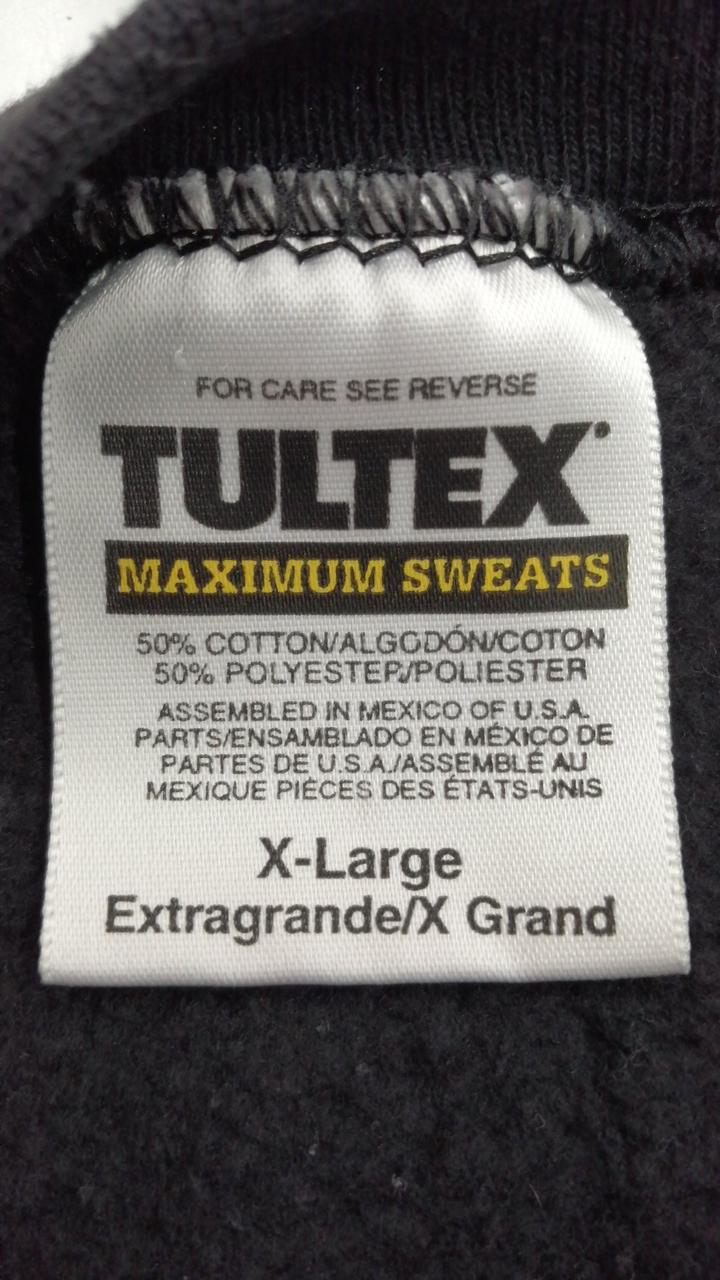 FOR CARE SEE REVERSE
TULTEX
MAXIMUM SWEATS
50% COTTON/ALGODÓN/COTON
50% POLYESTER/POLIESTER
ASSEMBLED IN MEXICO OF U.S.A.
PARTS/ENSAMBLADO EN MÉXICO DE
PARTES DE U.S.A./ASSEMBLÉ AU
MEXIQUE PIÈCES DES ÉTATS-UNIS
X-Large
Extragrande/X Grand